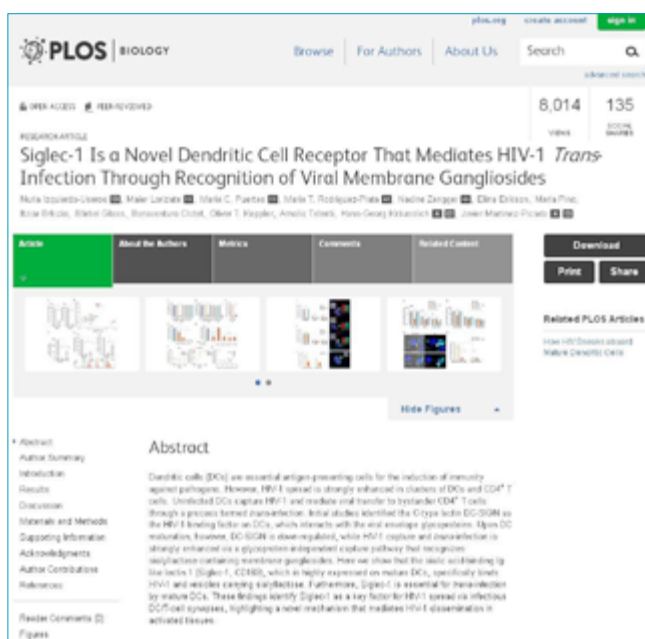 plos.org create account sign in
PLOS BIOLOGY
Browse For Authors About Us Search
advanced search
OPEN ACCESS PEER-REVIEWED
8,014 135
VIEWS SOCIAL SHARES
RESEARCH ARTICLE
Siglec-1 Is a Novel Dendritic Cell Receptor That Mediates HIV-1 Trans-
Infection Through Recognition of Viral Membrane Gangliosides
Article About the Authors Metrics Comments Related Content
Download
Print Share
Related PLOS Articles
Mature Dendritic Cells
Hide Figures
Abstract
Author Summary
Introduction
Results
Discussion
Materials and Methods
Supporting Information
Acknowledgments
Author Contributions
References
Reader Comments
Figures
Abstract
Dendritic cells (DCs) are essential antigen-presenting cells for the induction of immunity
against pathogens. However, HIV-1 spread is strongly enhanced in clusters of DCs and CD4+ T
cells. Uninfected DCs capture HIV-1 and mediate viral transfer to bystander CD4+ T cells
through a process termed trans-infection. Initial studies identified the C-type lectin DC-SIGN as
the HIV-1 binding factor on DCs, which interacts with the viral envelope glycoproteins. Upon DC
maturation, however, DC-SIGN is down-regulated, while HIV-1 capture and trans-infection is
strongly enhanced via a glycoprotein-independent capture pathway that recognizes
sialyllactose-containing membrane gangliosides. Here we show that the sialic acid-binding Ig-
like lectin 1 (Siglec-1, CD169), which is highly expressed on mature DCs, specifically binds
HIV-1 and vesicles carrying sialyllactose. Furthermore, Siglec-1 is essential for trans-infection
by mature DCs. These findings identify Siglec-1 as a key factor for HIV-1 spread via infectious
DC/T-cell synapses, highlighting a novel mechanism that mediates HIV-1 dissemination in
activated tissues.